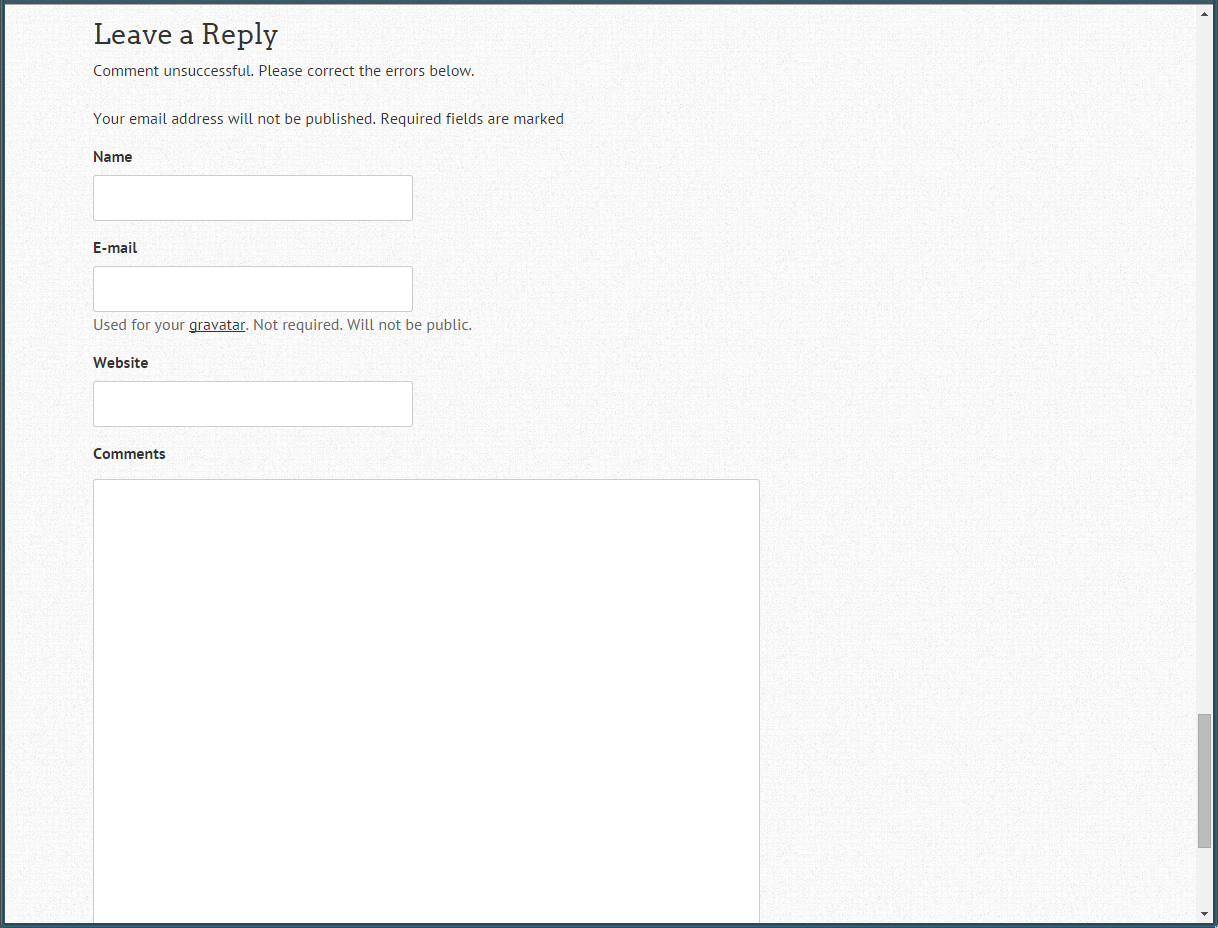 Leave a Reply
Comment unsuccessful. Please correct the errors below.
Your email address will not be published. Required fields are marked
Name
E-mail
Used for your gravatar. Not required. Will not be public.
Website
Comments